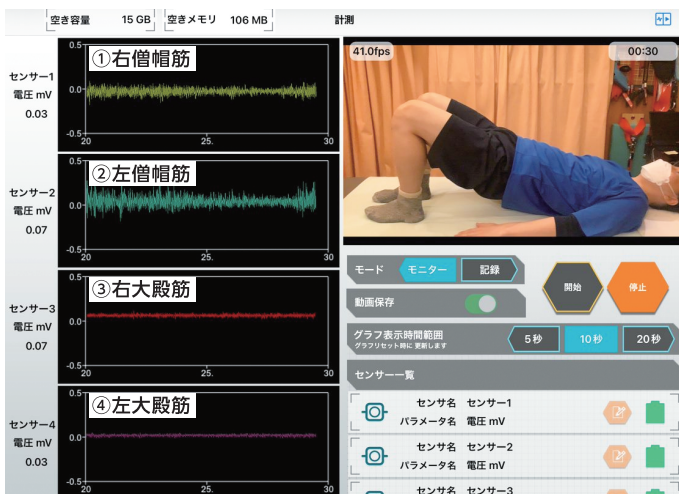 空き容量 15 GB 空きメモリ 106 MB 計測
センサー1
電圧 mV
0.03
0.5
0.0
-0.5
①右僧帽筋
20 25. 30
センサー2
電圧 mV
0.07
0.5
0.0
-0.5
②左僧帽筋
20 25. 30
センサー3
電圧 mV
0.07
0.5
0.0
-0.5
③右大殿筋
20 25. 30
センサー4
電圧 mV
0.03
0.5
0.0
-0.5
④左大殿筋
20 25. 30
41.0fps 00:30
モード モニター 記録
動画保存
開始 停止
グラフ表示時間範囲
グラフリセット時に 更新します
5秒 10秒 20秒
センサー一覧
センサ名 センサー1
パラメータ名 電圧 mV
センサ名 センサー2
パラメータ名 電圧 mV
センサ名 センサー3